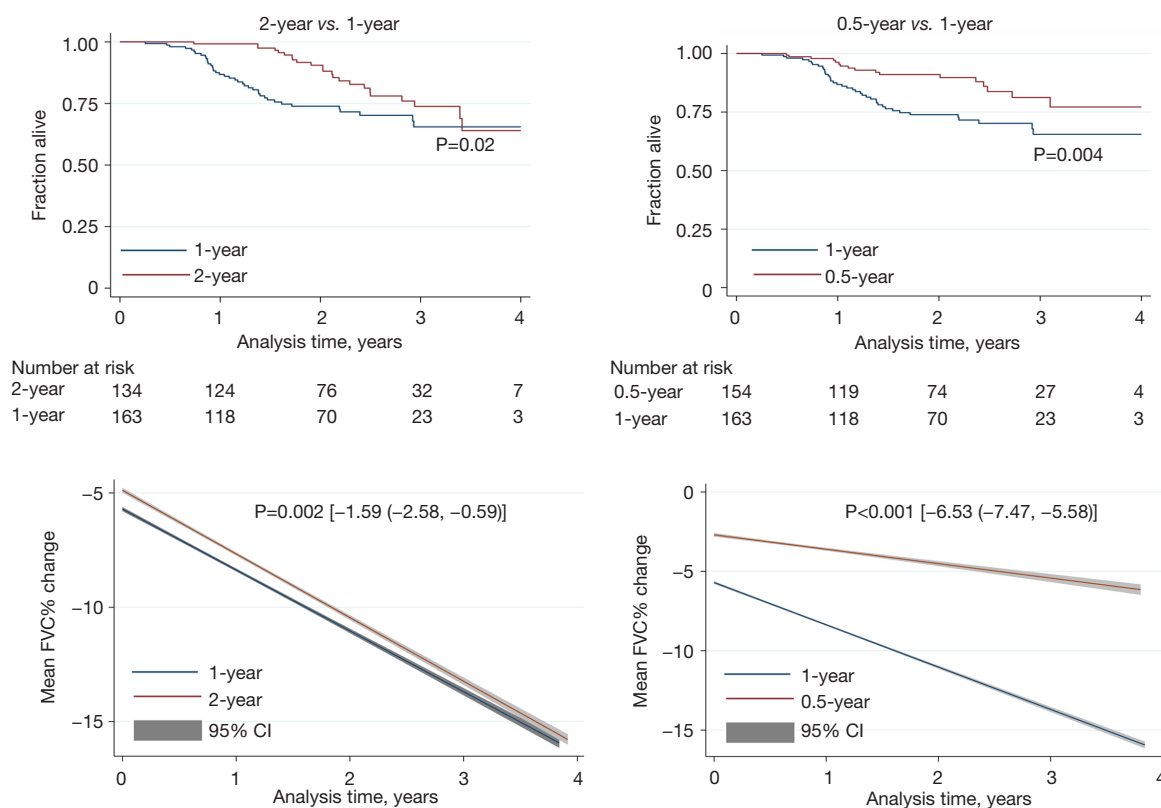 2-year vs. 1-year
1.00
0.75
0.50
0.25
0
Fraction alive
P=0.02
1-year
2-year
0 1 2 3 4
Analysis time, years
Number at risk
2-year 134 124 76 32 7
1-year 163 118 70 23 3
0.5-year vs. 1-year
1.00
0.75
0.50
0.25
0
Fraction alive
P=0.004
1-year
0.5-year
0 1 2 3 4
Analysis time, years
Number at risk
0.5-year 154 119 74 27 4
1-year 163 118 70 23 3
−5
−10
−15
Mean FVC% change
P=0.002 [−1.59 (−2.58, −0.59)]
1-year
2-year
95% CI
0 1 2 3 4
Analysis time, years
0
−5
−10
−15
Mean FVC% change
P<0.001 [−6.53 (−7.47, −5.58)]
1-year
0.5-year
95% CI
0 1 2 3 4
Analysis time, years